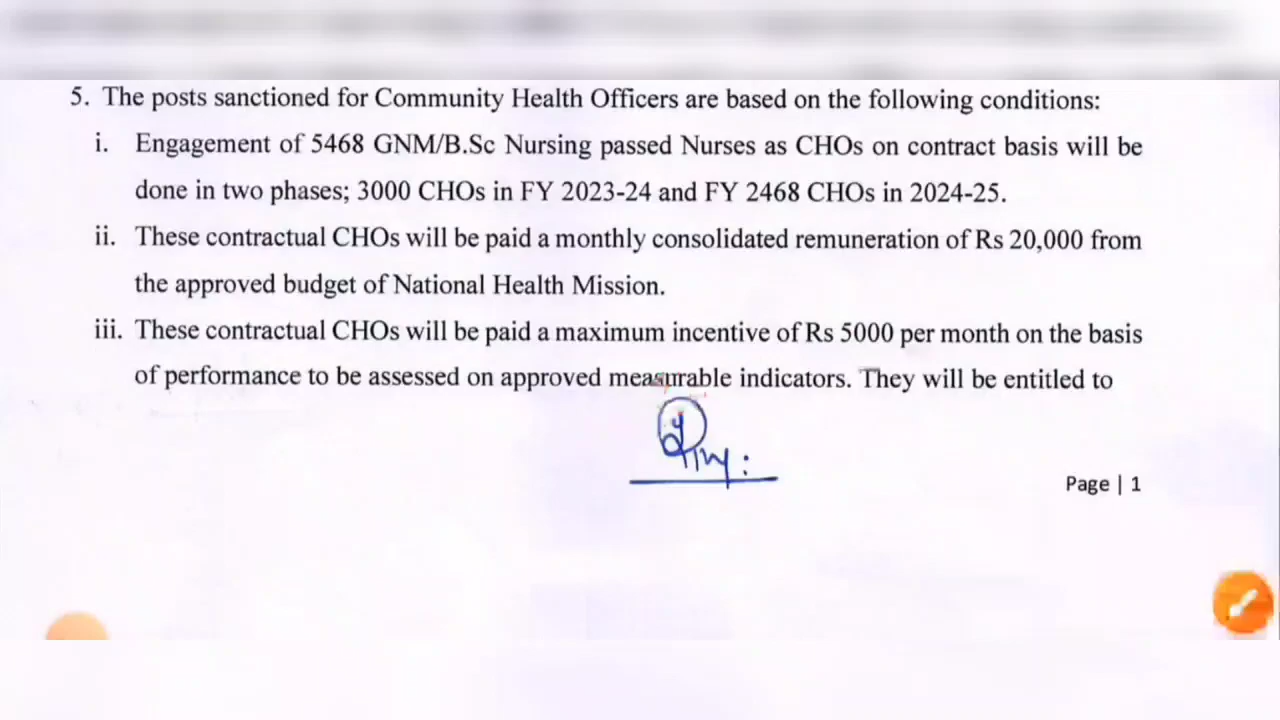 5. The posts sanctioned for Community Health Officers are based on the following conditions:
i. Engagement of 5468 GNM/B.Sc Nursing passed Nurses as CHOs on contract basis will be
done in two phases; 3000 CHOs in FY 2023-24 and FY 2468 CHOs in 2024-25.
ii. These contractual CHOs will be paid a monthly consolidated remuneration of Rs 20,000 from
the approved budget of National Health Mission.
iii. These contractual CHOs will be paid a maximum incentive of Rs 5000 per month on the basis
of performance to be assessed on approved measurable indicators. They will be entitled to
Page | 1